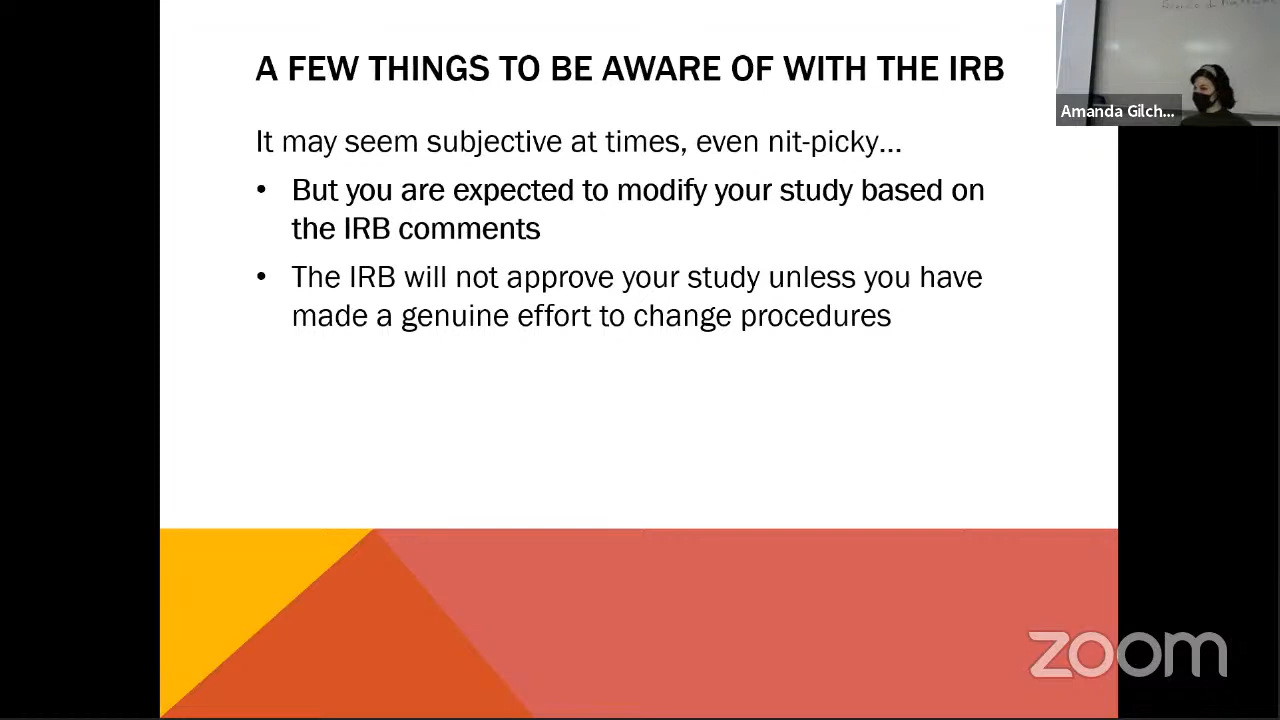 A FEW THINGS TO BE AWARE OF WITH THE IRB
It may seem subjective at times, even nit-picky...
• But you are expected to modify your study based on
the IRB comments
• The IRB will not approve your study unless you have
made a genuine effort to change procedures
Amanda Gilch...
zoom